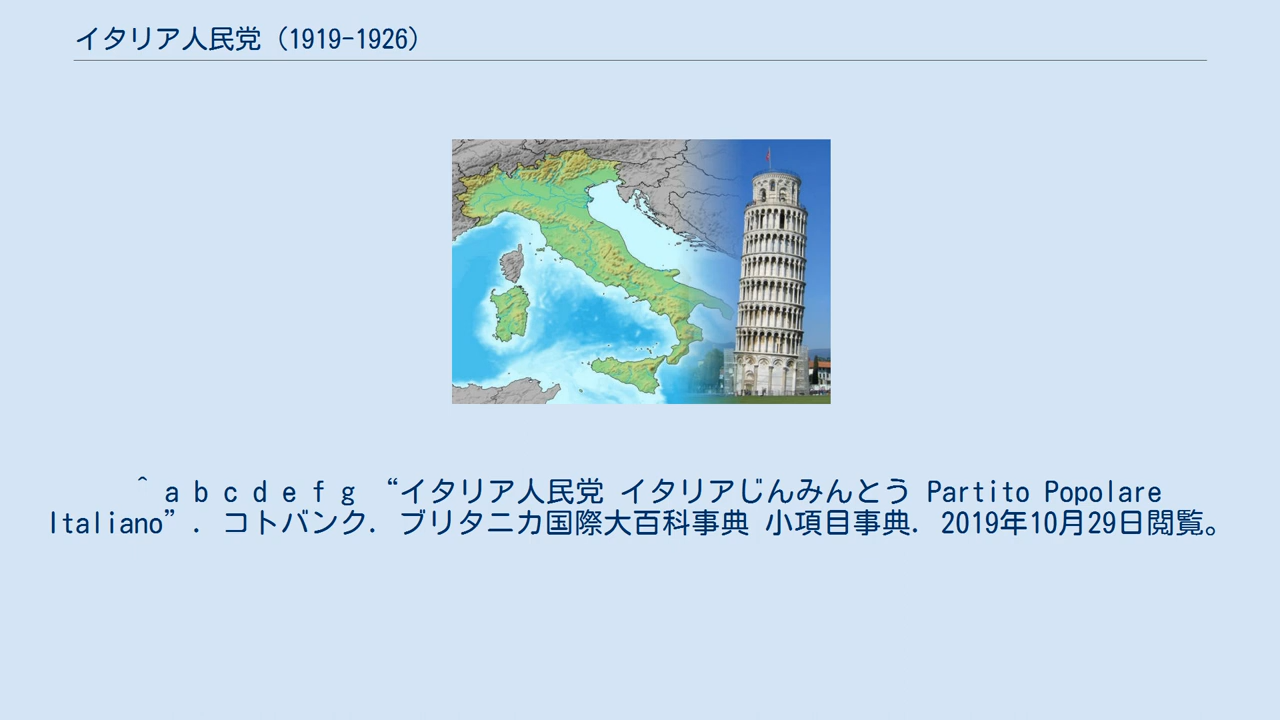 イタリア人民党（1919-1926）
^ a b c d e f g “イタリア人民党 イタリアじんみんとう Partito Popolare
Italiano”. コトバンク. ブリタニカ国際大百科事典 小項目事典. 2019年10月29日閲覧。